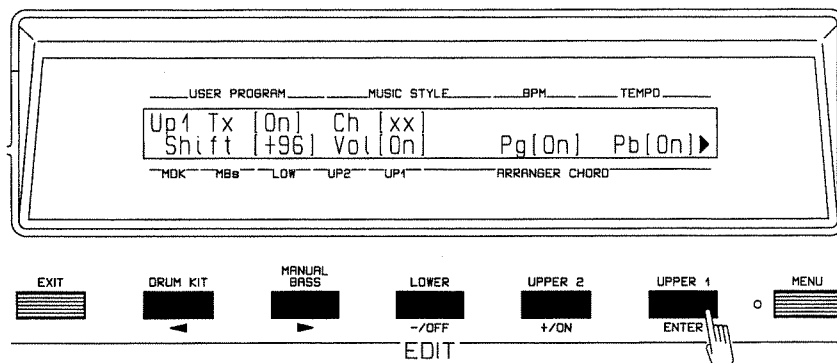 USER PROGRAM MUSIC STYLE BPM TEMPO
Up1 Tx [On] Ch [xx]
Shift [+96] Vol[On] Pg[On] Pb[On]▶
MDK MBs LOW UP2 UP1 ARRANGER CHORD
EXIT DRUM KIT MANUAL BASS LOWER UPPER 2 UPPER 1 MENU
◄ ► -/OFF +/ON ENTER
EDIT